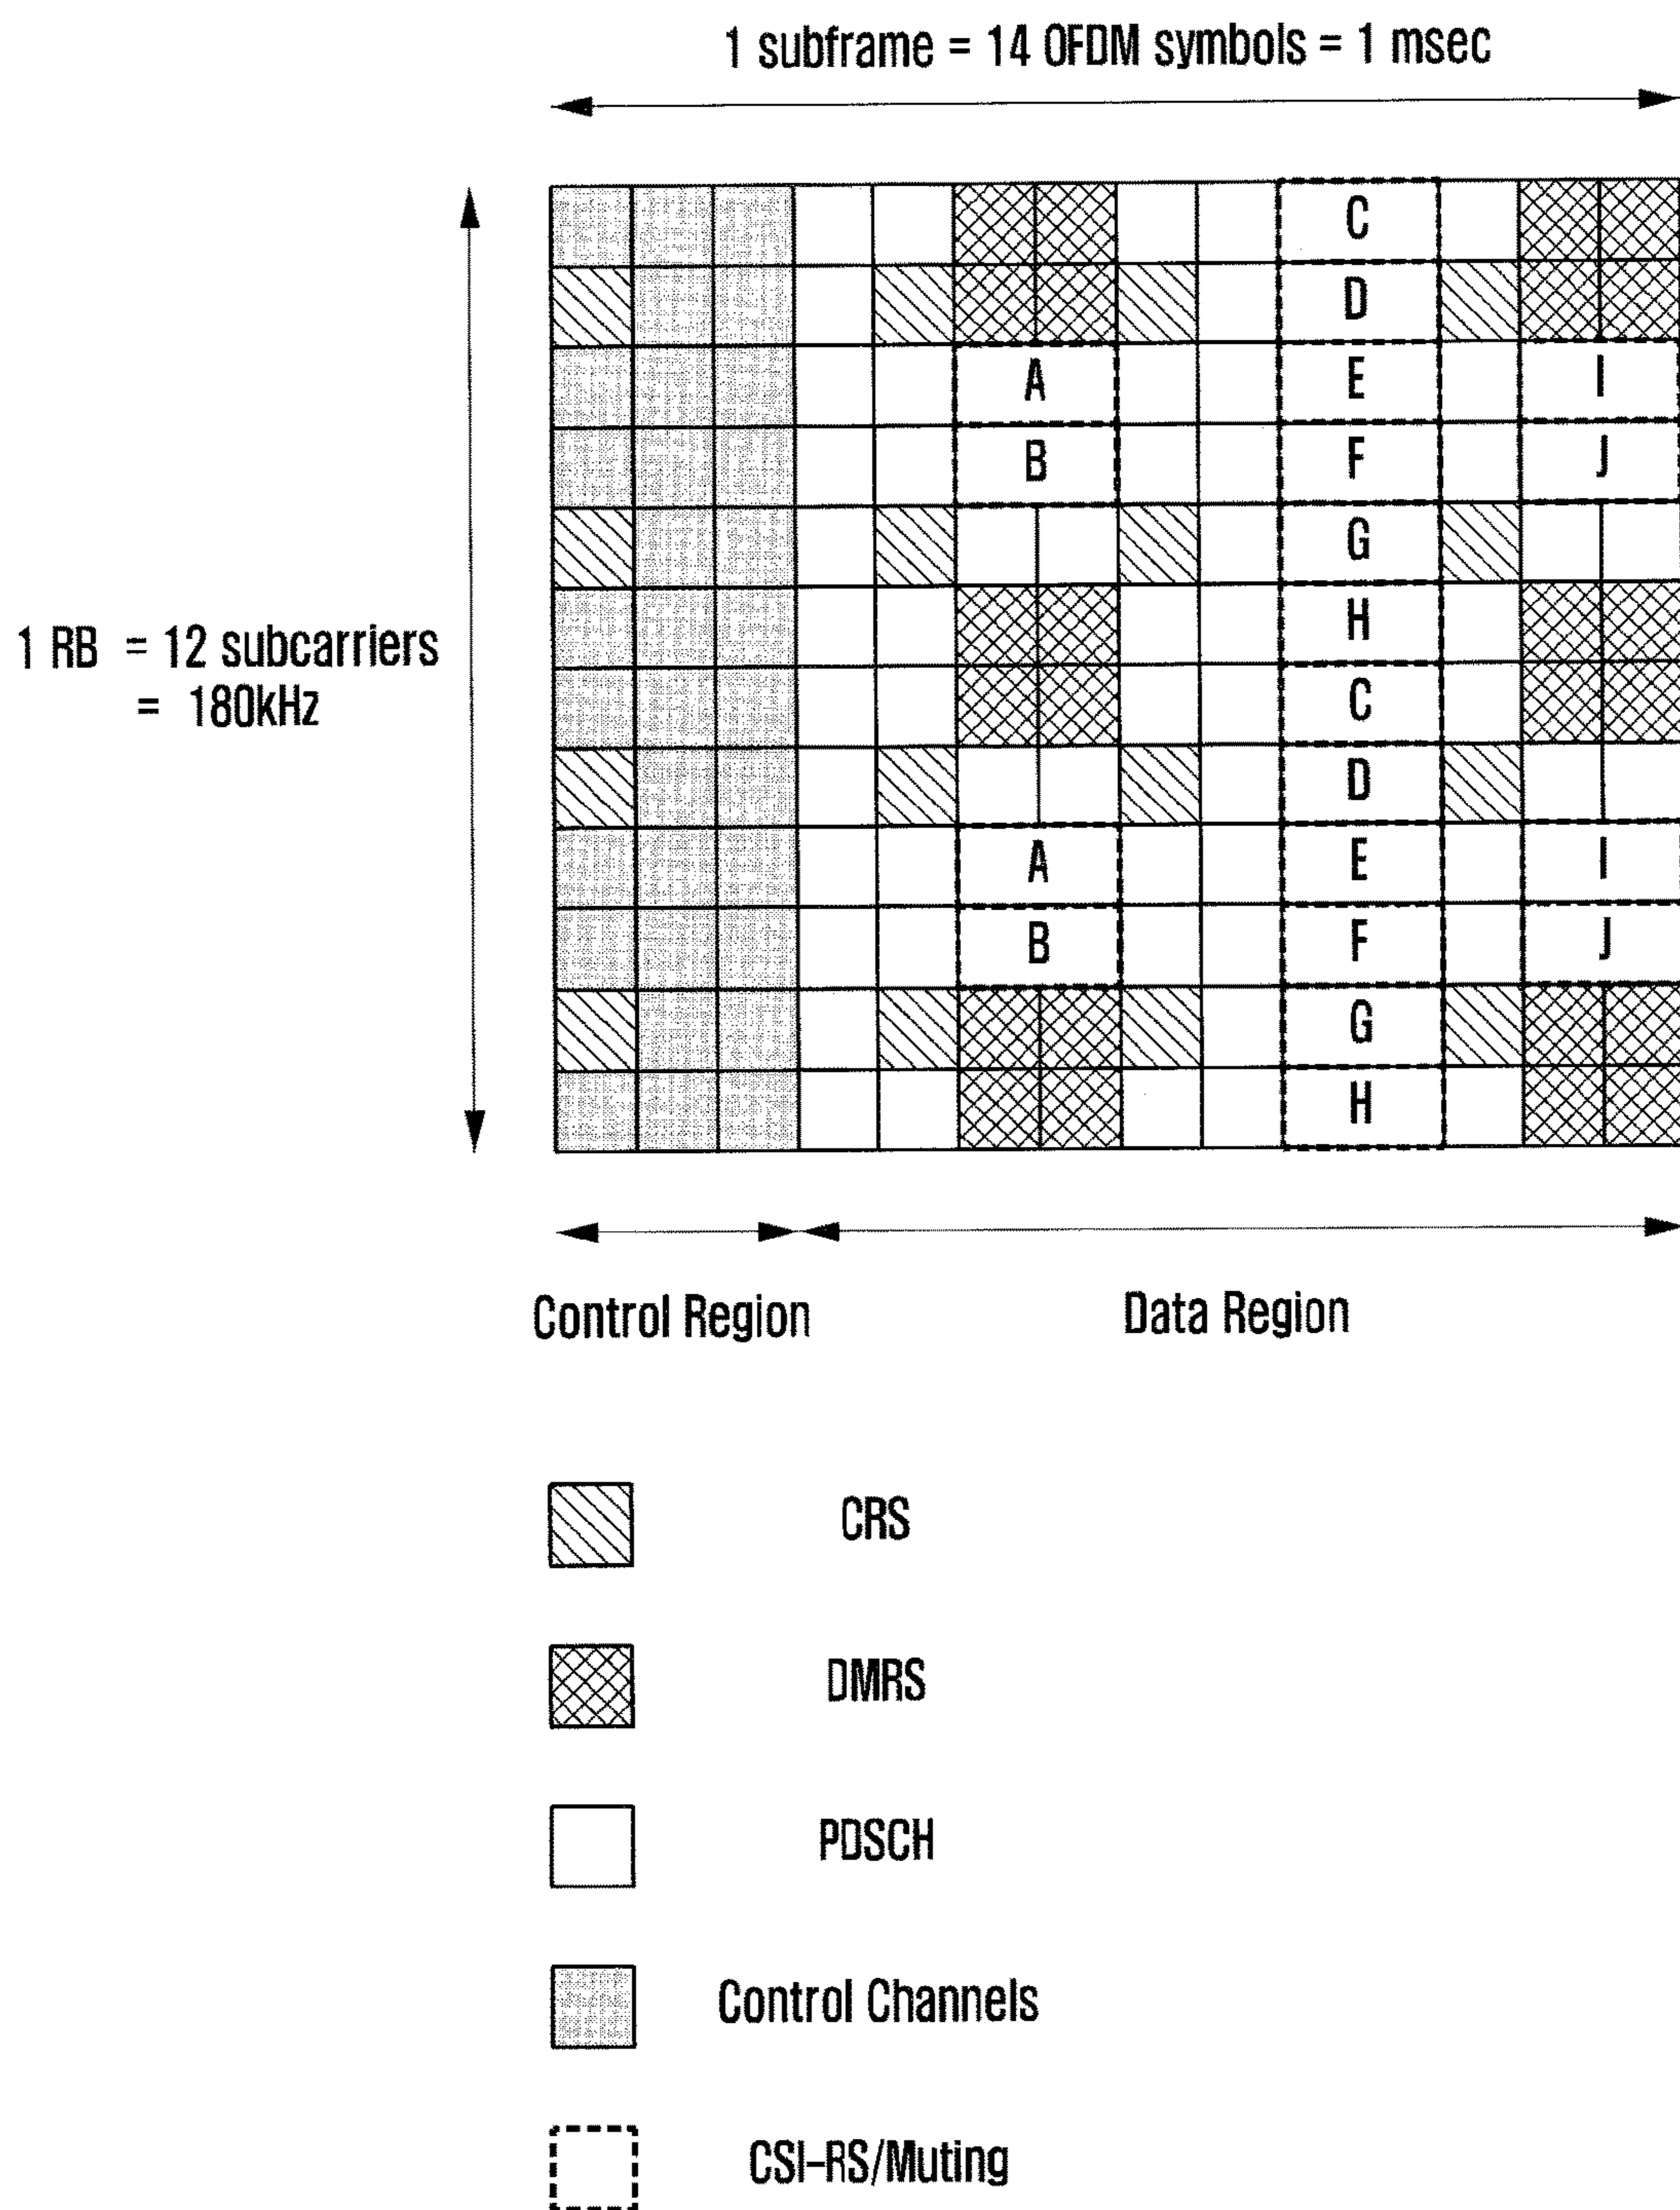 1 subframe = 14 OFDM symbols = 1 msec
C
D
A E I
B F J
G
H
1 RB = 12 subcarriers
= 180kHz
C
D
A E I
B F J
G
H
Control Region Data Region
CRS
DMRS
PDSCH
Control Channels
CSI-RS/Muting